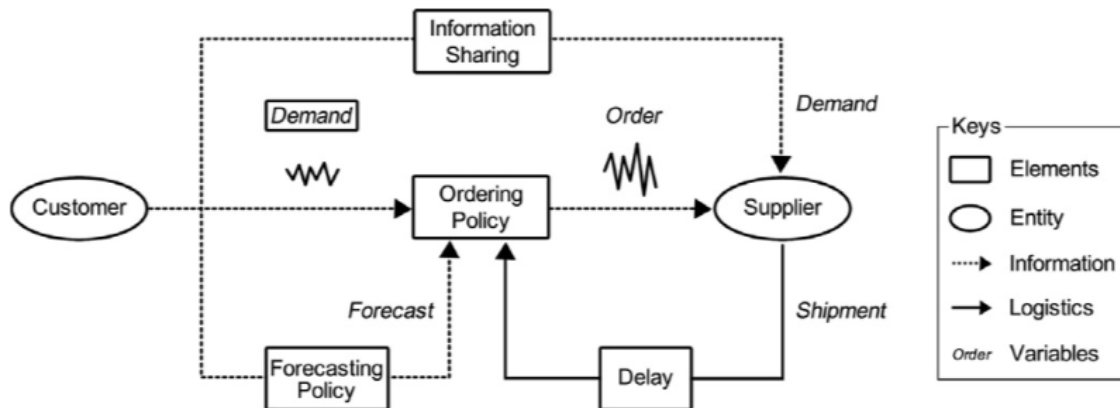 Information
Sharing
Demand
Order
Demand
Customer
Ordering
Policy
Supplier
Forecast
Shipment
Forecasting
Policy
Delay
Keys
Elements
Entity
Information
Logistics
Order Variables